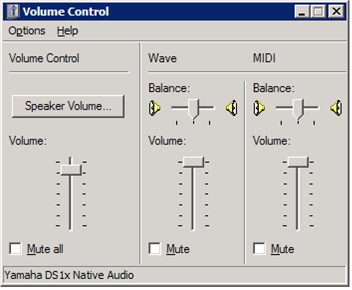 Volume Control
Options Help
Volume Control
Wave
MIDI
Speaker Volume...
Balance:
Balance:
Volume:
Volume:
Volume:
Mute all
Mute
Mute
Yamaha DS1x Native Audio